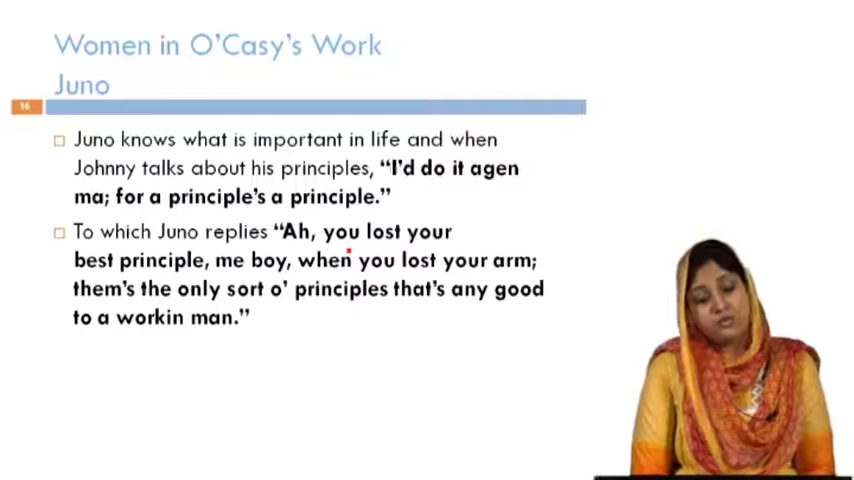 Women in O'Casy's Work
Juno
16
Juno knows what is important in life and when
Johnny talks about his principles, “I'd do it agen
ma; for a principle's a principle.”
To which Juno replies “Ah, you lost your
best principle, me boy, when you lost your arm;
them's the only sort o' principles that's any good
to a workin man.”